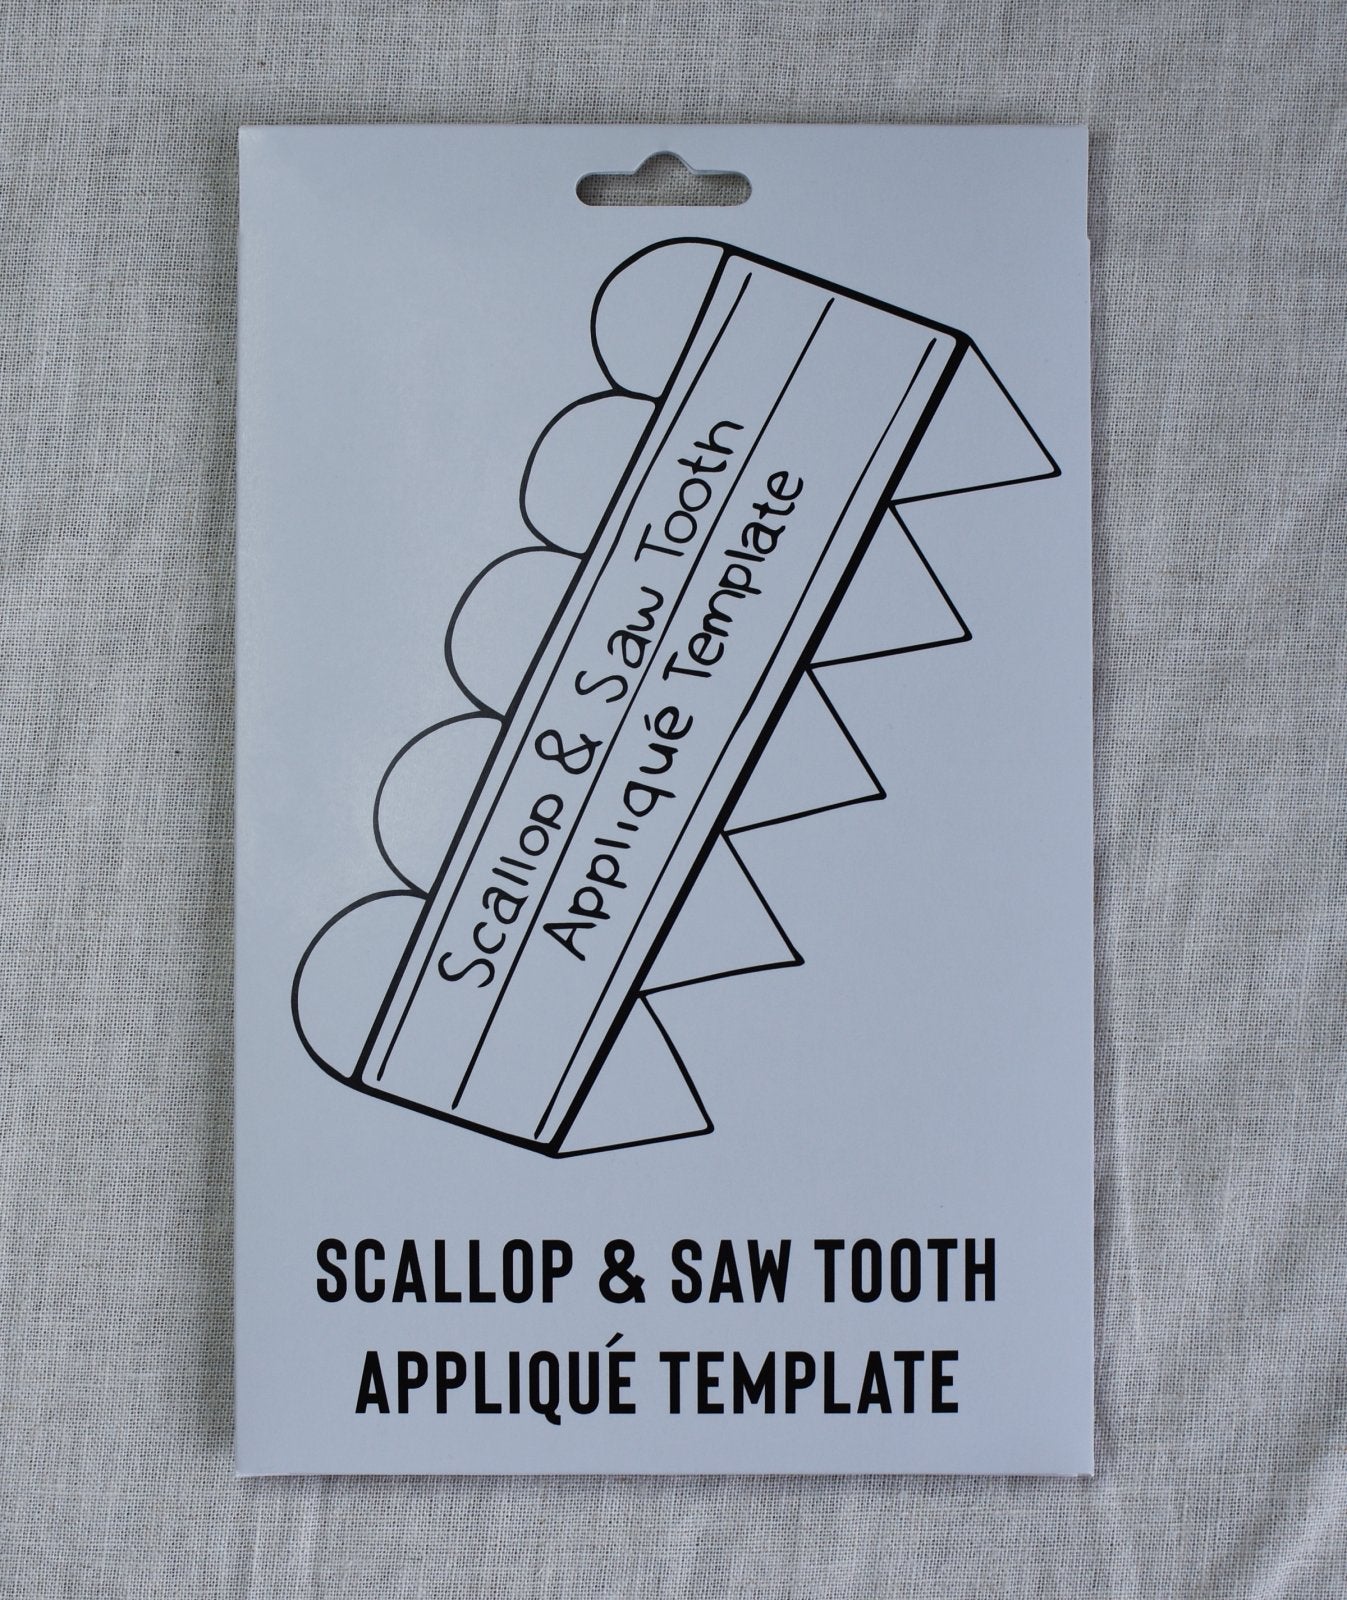 Scallop & Saw Tooth
Appliqué Template
SCALLOP & SAW TOOTH
APPLIQUÉ TEMPLATE